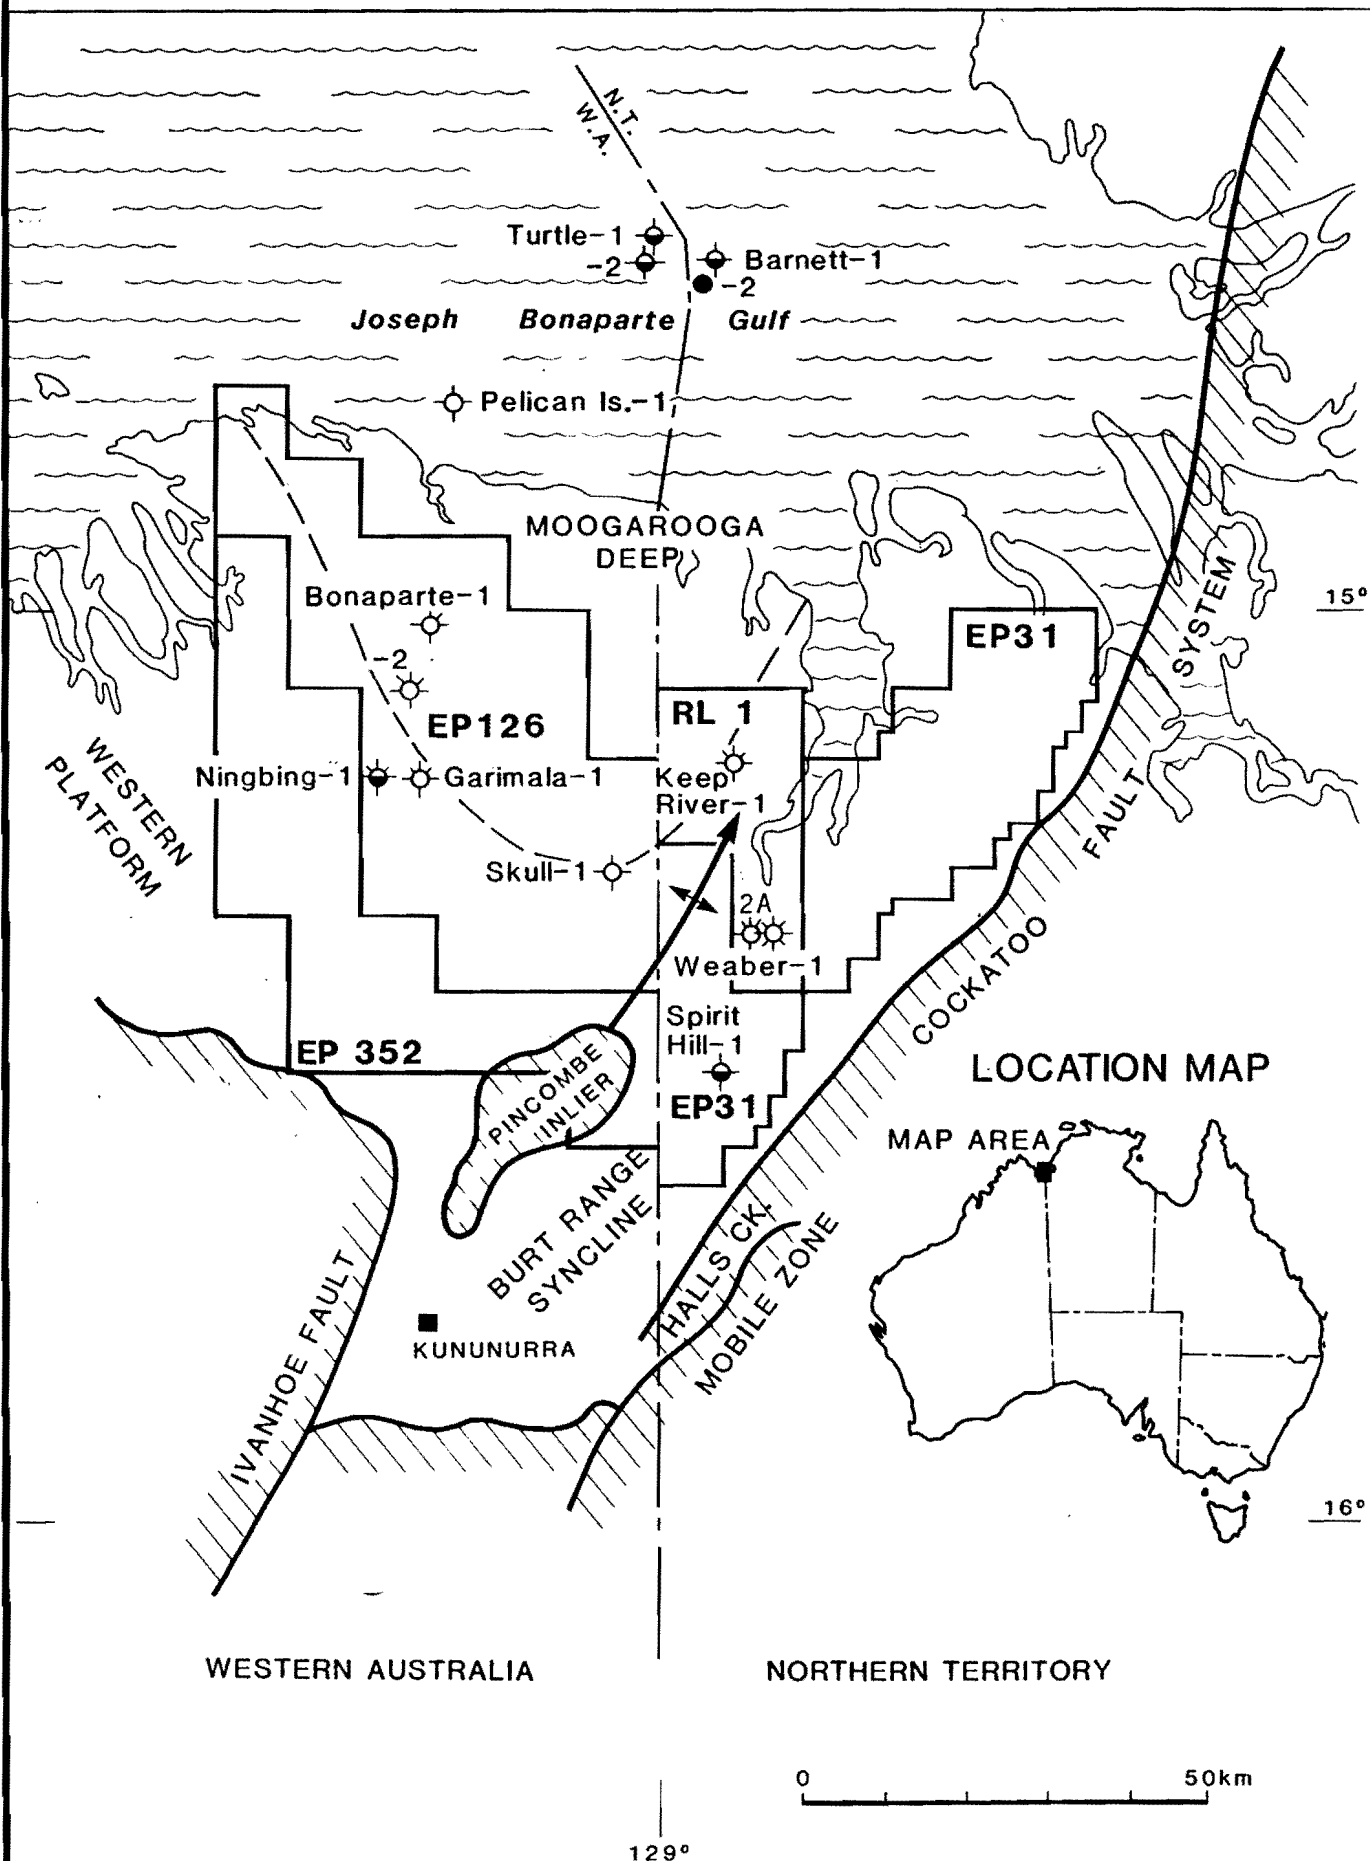 N.T.
W.A.
Turtle-1
-2
Barnett-1
-2
Joseph Bonaparte Gulf
Pelican Is.-1
MOOGAROOGA
DEEP
15°
Bonaparte-1
-2
EP31
RL 1
EP126
SYSTEM
WESTERN
PLATFORM
Ningbing-1
Garimala-1
Keep
River-1
FAULT
Skull-1
2A
Weaber-1
COCKATOO
Spirit
Hill-1
EP 352
EP31
PINCOMBE
INLIER
LOCATION MAP
MAP AREA
BURT RANGE
SYNCLINE
HALLS CK.
MOBILE ZONE
IVANHOE FAULT
KUNUNURRA
16°
WESTERN AUSTRALIA
NORTHERN TERRITORY
0 50km
129°